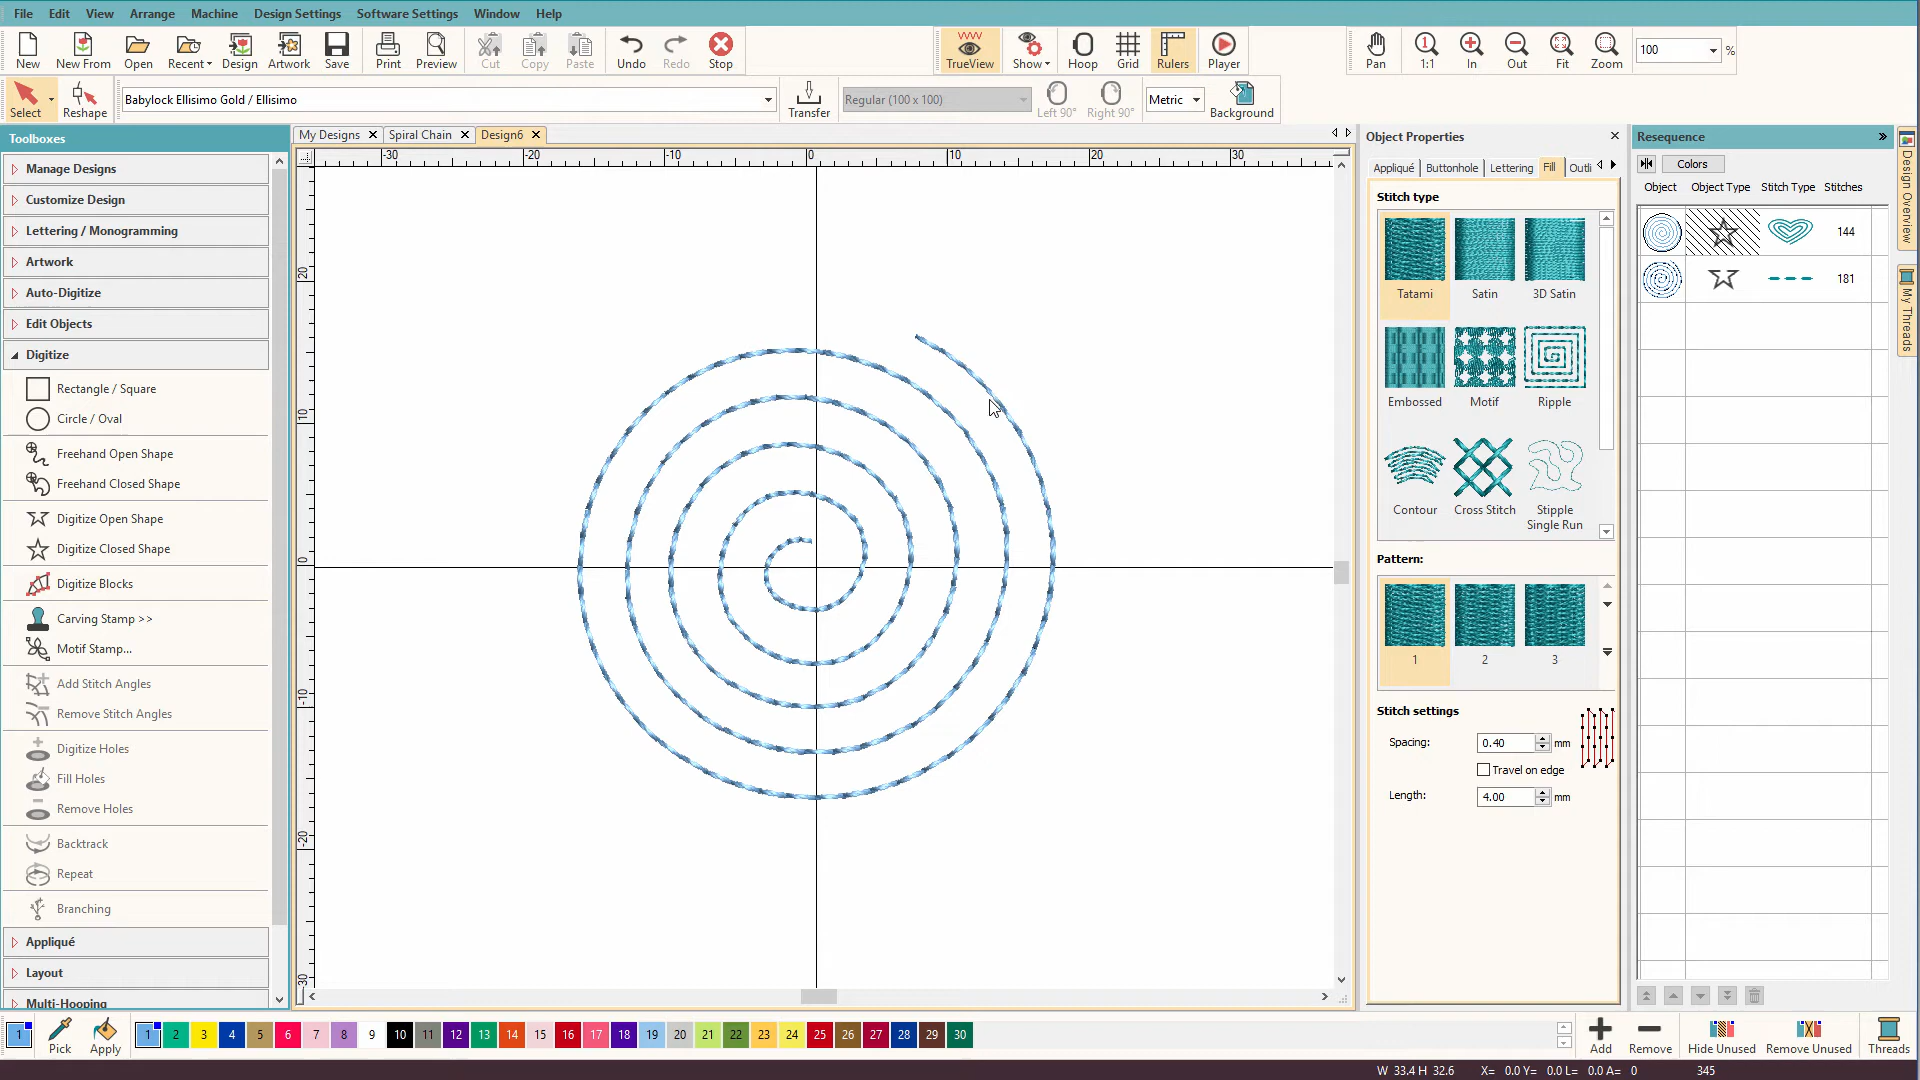 File Edit View Arrange Machine Design Settings Software Settings Window Help
New New From Open Recent Design Artwork Save Print Preview Cut Copy Paste Undo Redo Stop TrueView Show Hoop Grid Rulers Player Pan 1:1 In Out Fit Zoom 100 %
Select Reshape Babylock Ellisimo Gold / Ellisimo Transfer Regular (100 x 100) Left 90° Right 90° Metric Background
Toolboxes
Manage Designs
Customize Design
Lettering / Monogramming
Artwork
Auto-Digitize
Edit Objects
Digitize
Rectangle / Square
Circle / Oval
Freehand Open Shape
Freehand Closed Shape
Digitize Open Shape
Digitize Closed Shape
Digitize Blocks
Carving Stamp >>
Motif Stamp...
Add Stitch Angles
Remove Stitch Angles
Digitize Holes
Fill Holes
Remove Holes
Backtrack
Repeat
Branching
Appliqué
Layout
Multi-Hooping
My Designs Spiral Chain Design6
-30 -20 -10 0 10 20 30
20
10
0
-10
-20
-30
Object Properties
Appliqué Buttonhole Lettering Fill Outli
Stitch type
Tatami Satin 3D Satin
Embossed Motif Ripple
Contour Cross Stitch Stipple Single Run
Pattern:
1 2 3
Stitch settings
Spacing: 0.40 mm
Travel on edge
Length: 4.00 mm
Resequence
Colors
Object Object Type Stitch Type Stitches
144
181
Design Overview
My Threads
1 Pick Apply 1 2 3 4 5 6 7 8 9 10 11 12 13 14 15 16 17 18 19 20 21 22 23 24 25 26 27 28 29 30 Add Remove Hide Unused Remove Unused Threads
W 33.4 H 32.6 X= 0.0 Y= 0.0 L= 0.0 A= 0 345